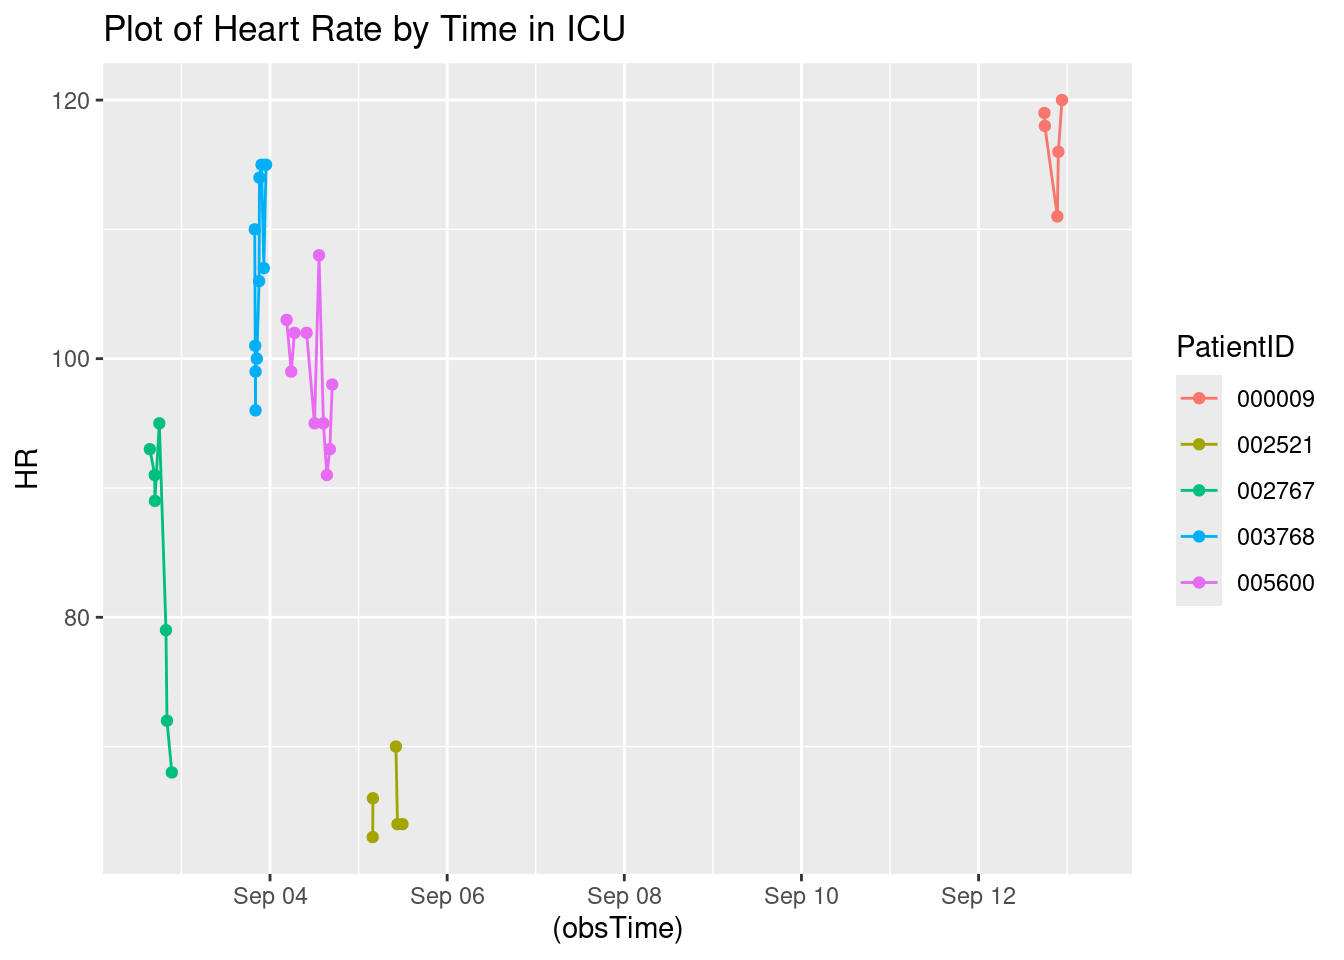 Plot of Heart Rate by Time in ICU
120
100
80
HR
Sep 04
Sep 06
Sep 08
Sep 10
Sep 12
(obsTime)
PatientID
000009
002521
002767
003768
005600